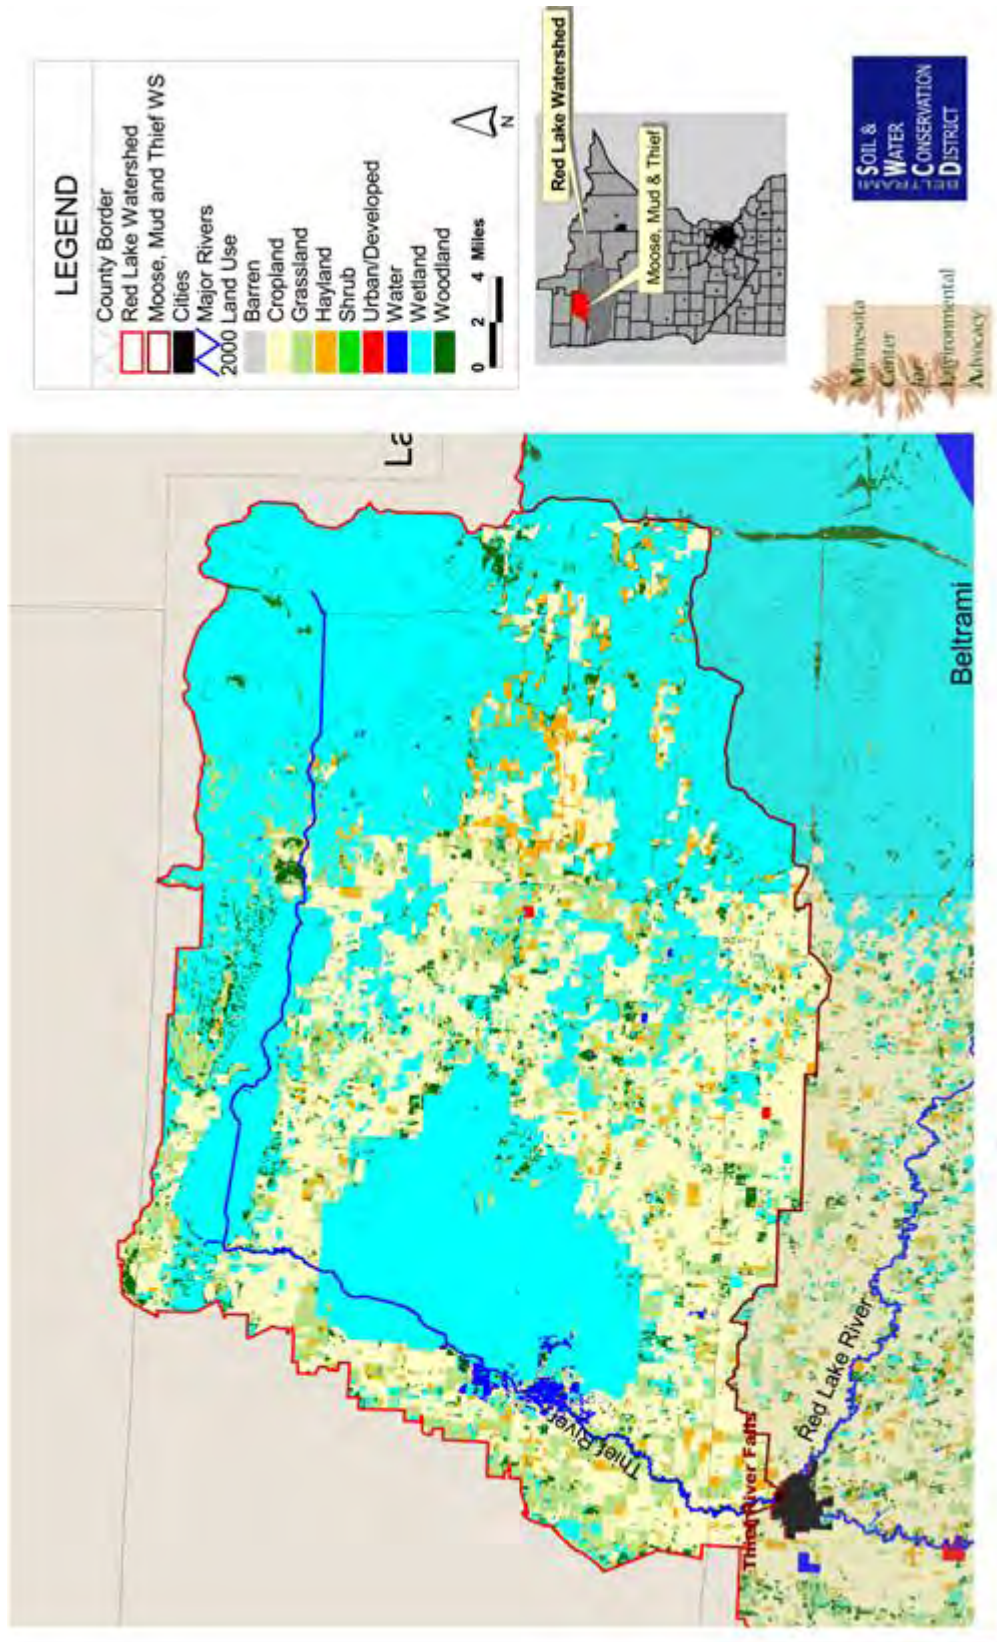 LEGEND
County Border
Red Lake Watershed
Moose, Mud and Thief WS
Cities
Major Rivers
2000 Land Use
Barren
Cropland
Grassland
Hayland
Shrub
Urban/Developed
Water
Wetland
Woodland
0 2 4 Miles
N
Red Lake Watershed
Moose, Mud & Thief
BELTRAMI
SOIL &
WATER
CONSERVATION
DISTRICT
Minnesota
Center
for
Environmental
Advocacy
La
Beltrami
Thief River
Red Lake River
Thief River Falls